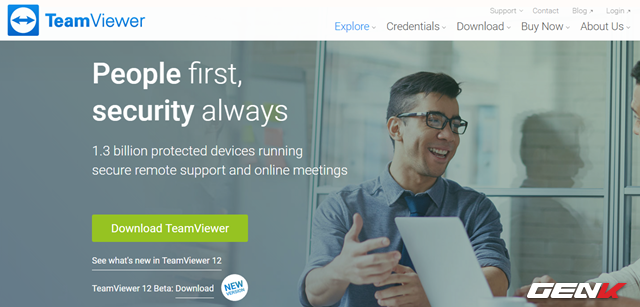 TeamViewer
Support Contact Blog Login
Explore Credentials Download Buy Now About Us
People first,
security always
1.3 billion protected devices running
secure remote support and online meetings
Download TeamViewer
See what's new in TeamViewer 12
TeamViewer 12 Beta: Download
NEW
VERSION
GENK